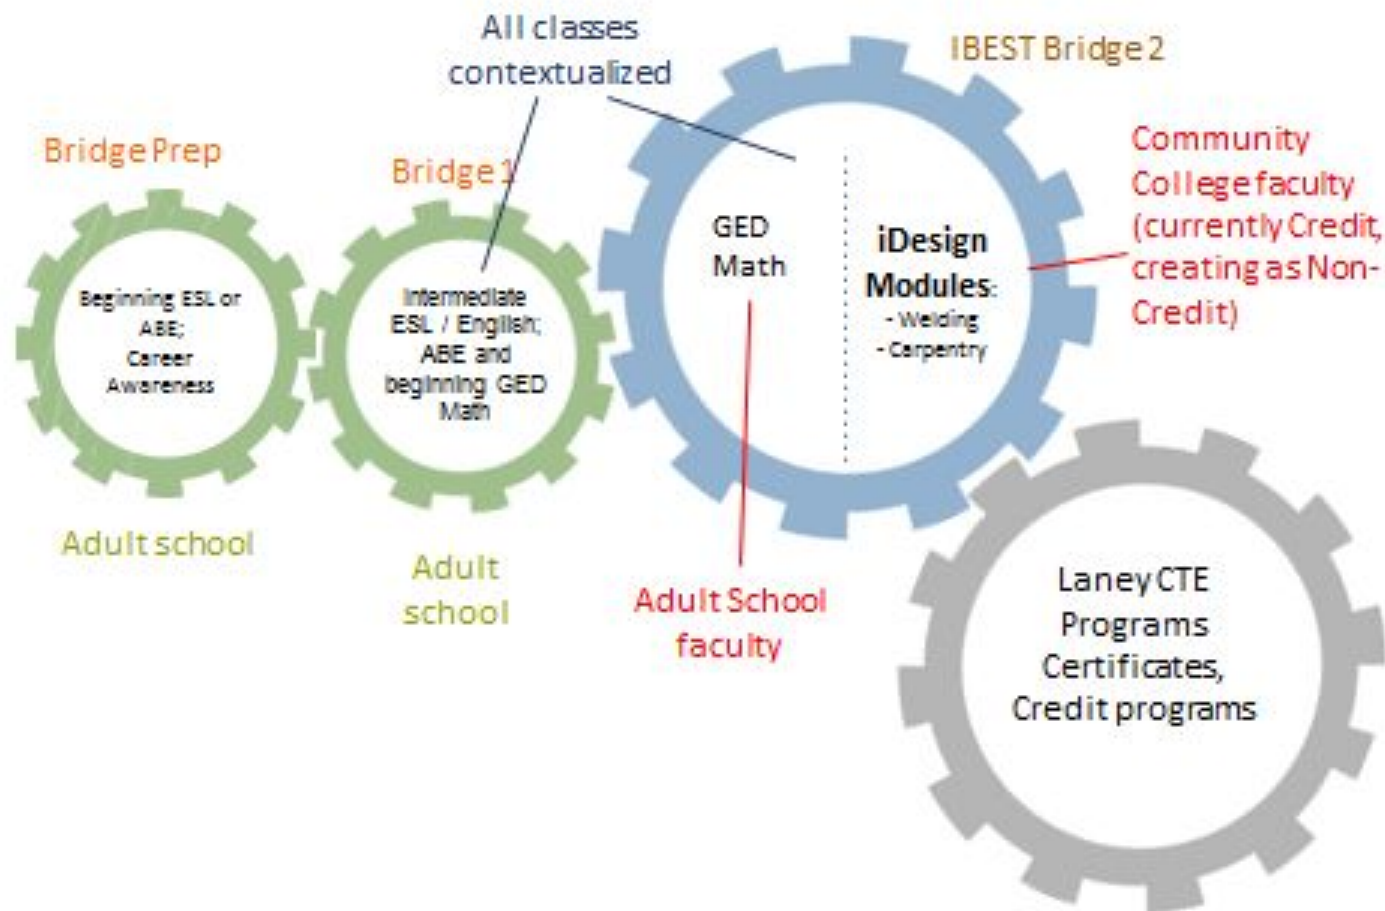 All classes
contextualized
IBEST Bridge 2
Bridge Prep
Bridge 1
Community
College faculty
(currently Credit,
creating as Non-
Credit)
Beginning ESL or
ABE;
Career
Awareness
Intermediate
ESL / English;
ABE and
beginning GED
Math
GED
Math
iDesign
Modules:
- Welding
- Carpentry
Adult school
Adult
school
Adult School
faculty
Laney CTE
Programs
Certificates,
Credit programs